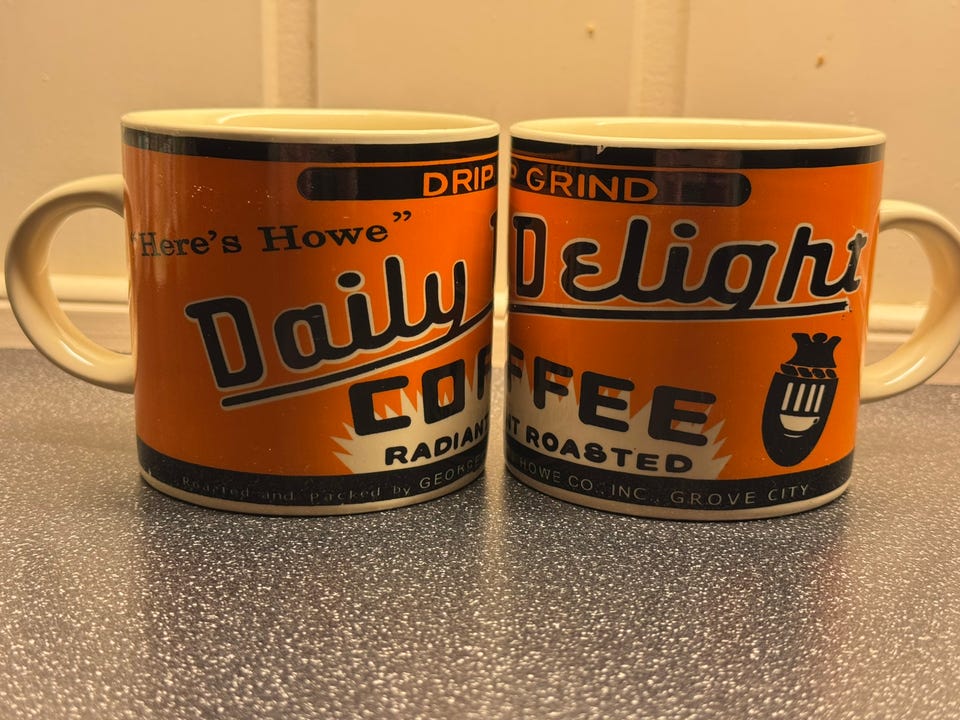 DRIP GRIND
"Here's Howe"
Daily Delight
COFFEE
RADIANT ROASTED
Roasted and Packed by GEORGE HOWE CO., INC., GROVE CITY